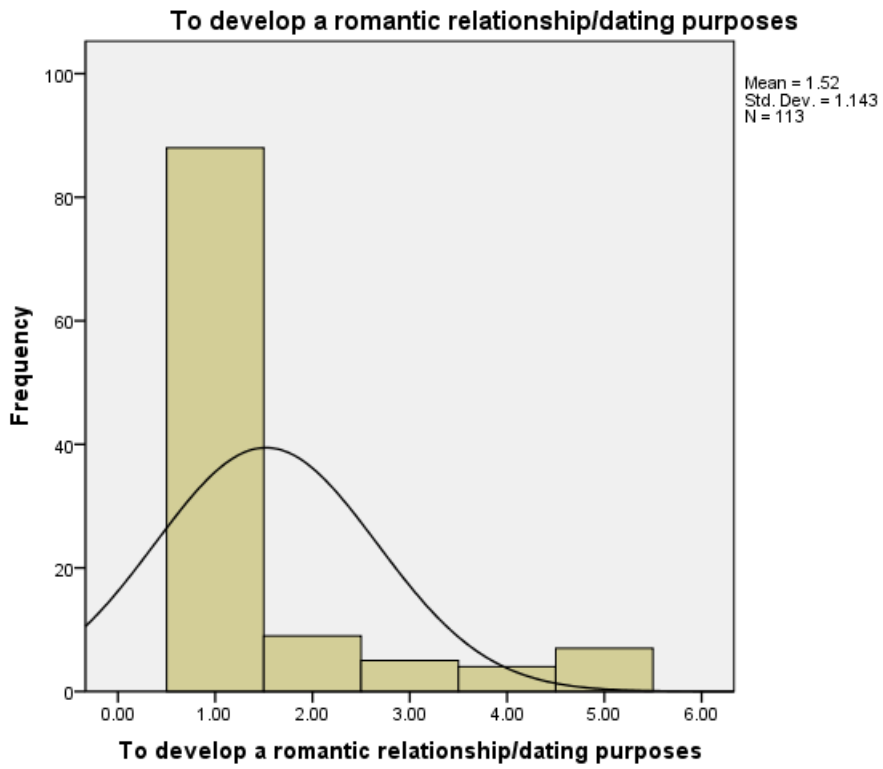 To develop a romantic relationship/dating purposes
Mean = 1.52
Std. Dev. = 1.143
N = 113
Frequency
100
80
60
40
20
0
0.00 1.00 2.00 3.00 4.00 5.00 6.00
To develop a romantic relationship/dating purposes